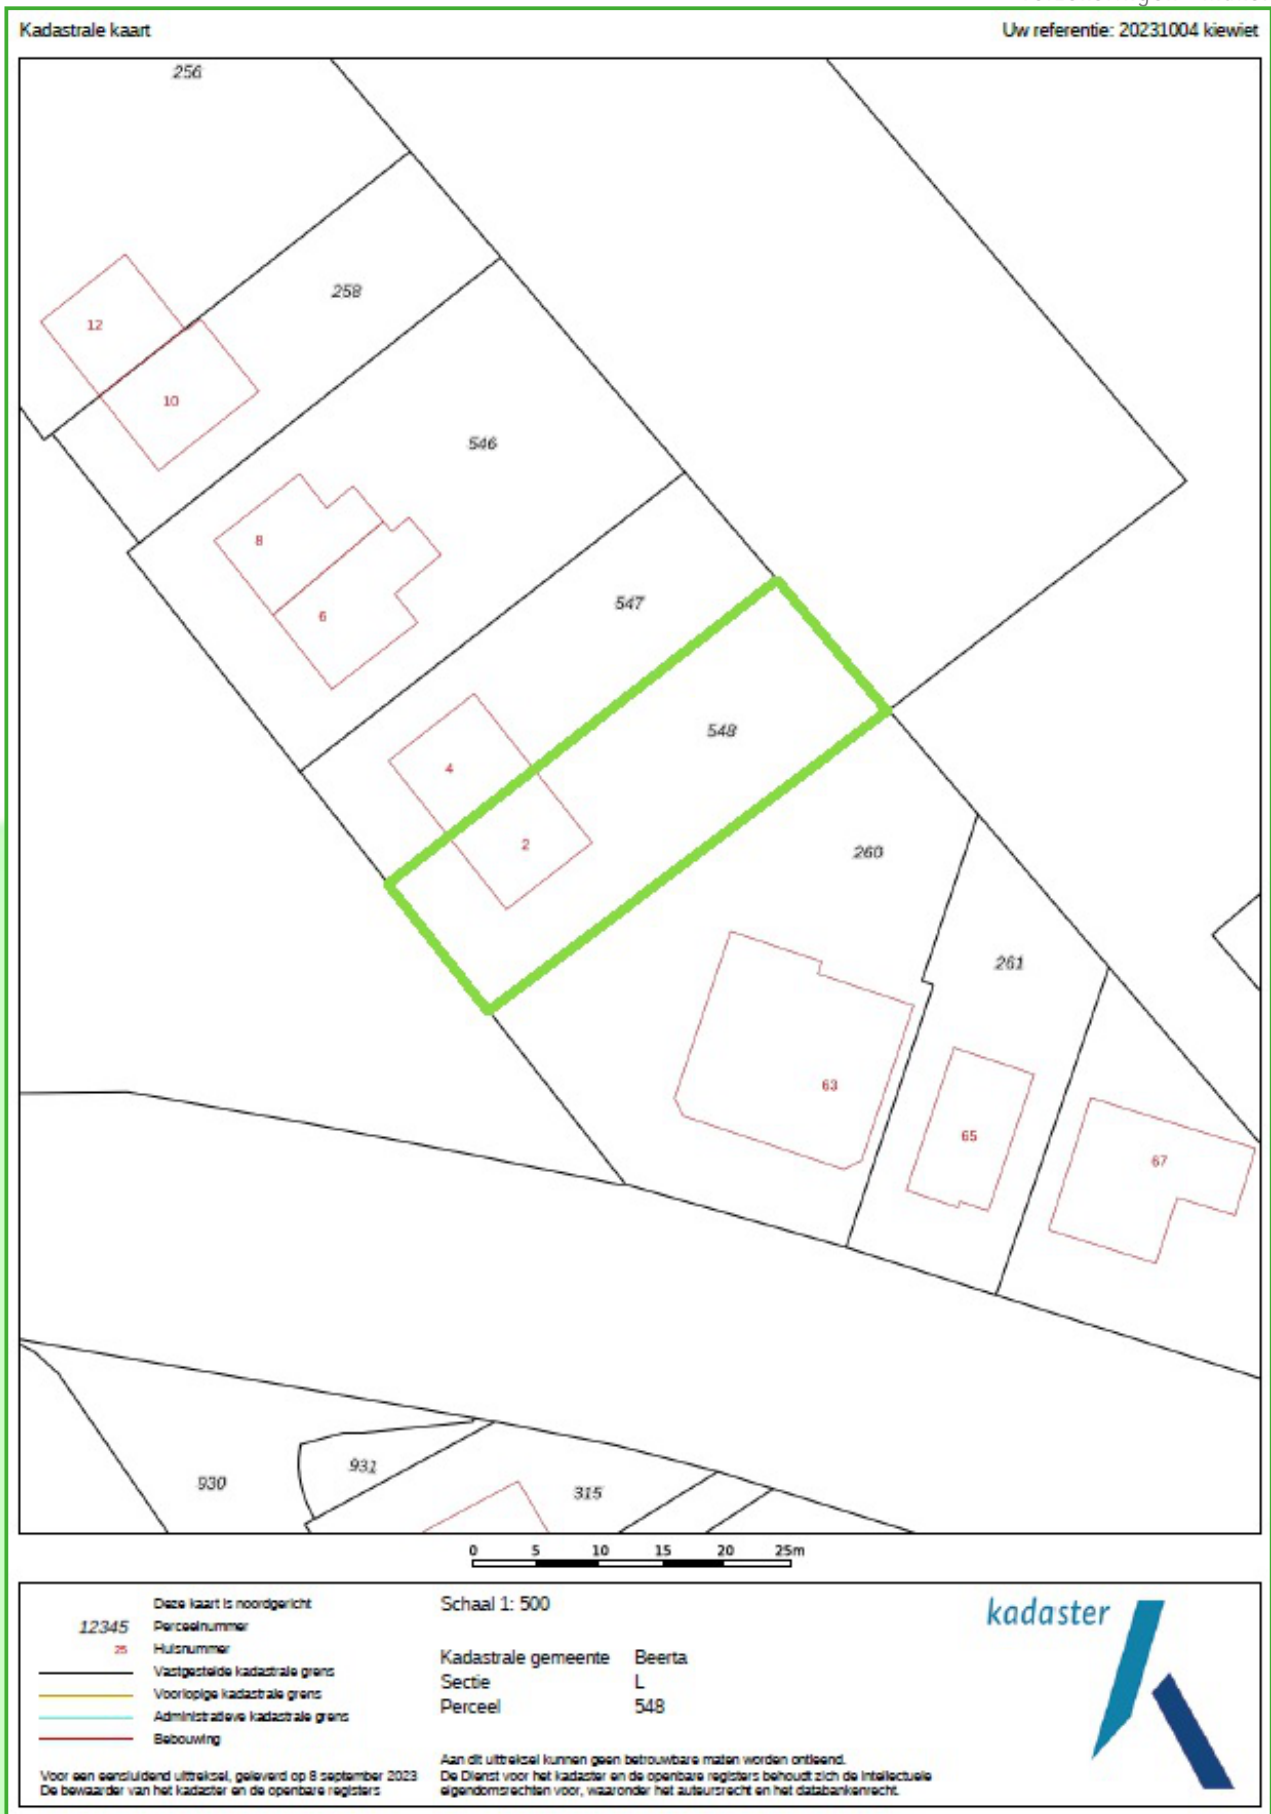 Kadastrale kaart
Uw referentie: 20231004 kiewiet
256
258
12
10
546
8
6
547
548
4
2
260
261
63
65
67
930
931
315
0 5 10 15 20 25m
Deze kaart is noordgericht
12345 Perceelnummer
25 Huisnummer
Vastgestelde kadastrale grens
Voorlopige kadastrale grens
Administratieve kadastrale grens
Bebouwing
Voor een eensluidend uittreksel, geleverd op 8 september 2023
De bewaarder van het kadaster en de openbare registers
Schaal 1: 500
Kadastrale gemeente Beerta
Sectie L
Perceel 548
Aan dit uittreksel kunnen geen betrouwbare maten worden ontleend.
De Dienst voor het kadaster en de openbare registers behoudt zich de intellectuele
eigendomsrechten voor, waaronder het auteursrecht en het databankenrecht.
kadaster